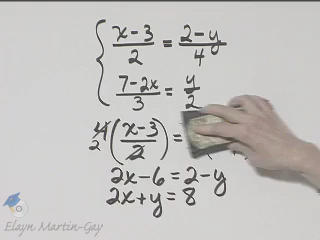 x-3/2 = 2-y/4
7-2x/3 = y/2
4/2 (x-3/2) =
2x-6 = 2-y
2x+y = 8
Elayn Martin-Gay